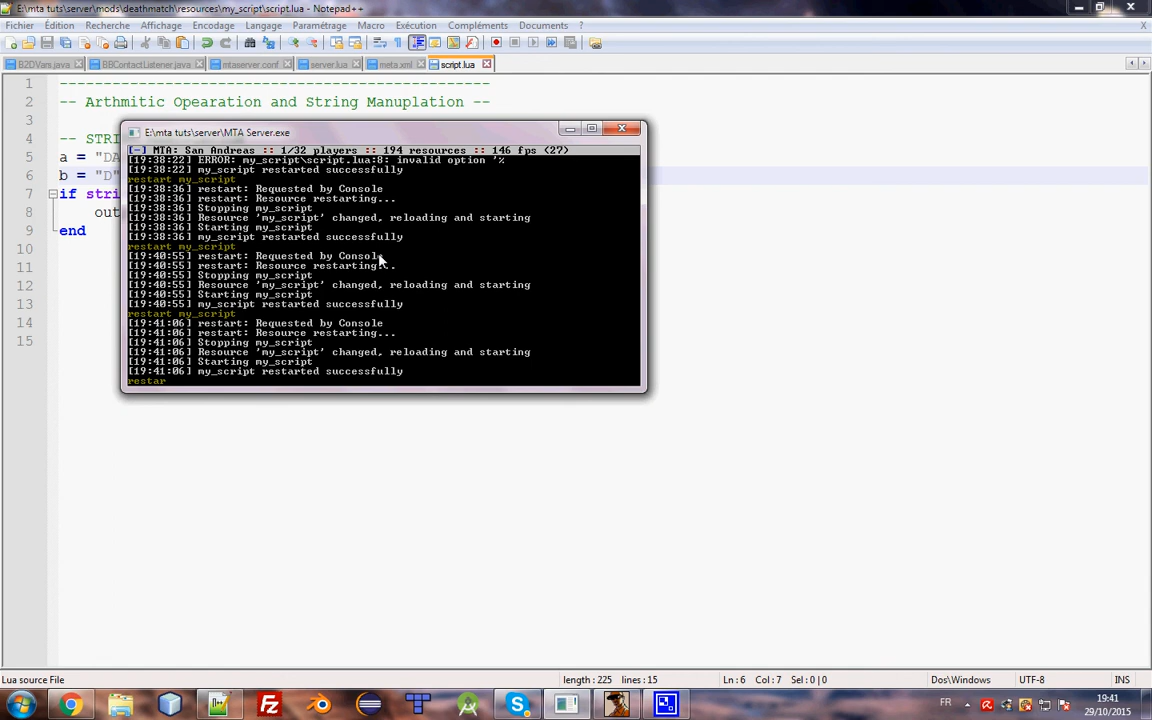 E:\mta tuts\server\mods\deathmatch\resources\my_script\script.lua - Notepad++
Fichier Édition Recherche Affichage Encodage Langage Paramétrage Macro Exécution Compléments Documents ?
X
B2DVars.java BBContactListener.java mtaserver.conf server.lua meta.xml script.lua
1 ------------------------------------------------
2 -- Arthmitic Opearation and String Manuplation --
3
4 -- STRI
5 a = "DA
6 b = "D"
7 if stri
8 out
9 end
10
11
12
13
14
15
E:\mta tuts\server\MTA Server.exe
[-] MTA: San Andreas :: 1/32 players :: 194 resources :: 146 fps (27)
[19:38:22] ERROR: my_script\script.lua:8: invalid option '%
[19:38:22] my_script restarted successfully
restart my_script
[19:38:36] restart: Requested by Console
[19:38:36] restart: Resource restarting...
[19:38:36] Stopping my_script
[19:38:36] Resource 'my_script' changed, reloading and starting
[19:38:36] Starting my_script
[19:38:36] my_script restarted successfully
restart my_script
[19:40:55] restart: Requested by Console
[19:40:55] restart: Resource restarting...
[19:40:55] Stopping my_script
[19:40:55] Resource 'my_script' changed, reloading and starting
[19:40:55] Starting my_script
[19:40:55] my_script restarted successfully
restart my_script
[19:41:06] restart: Requested by Console
[19:41:06] restart: Resource restarting...
[19:41:06] Stopping my_script
[19:41:06] Resource 'my_script' changed, reloading and starting
[19:41:06] Starting my_script
[19:41:06] my_script restarted successfully
restar
Lua source File length : 225 lines : 15 Ln : 6 Col : 7 Sel : 0 | 0 Dos\Windows UTF-8 INS
FR 19:41
29/10/2015